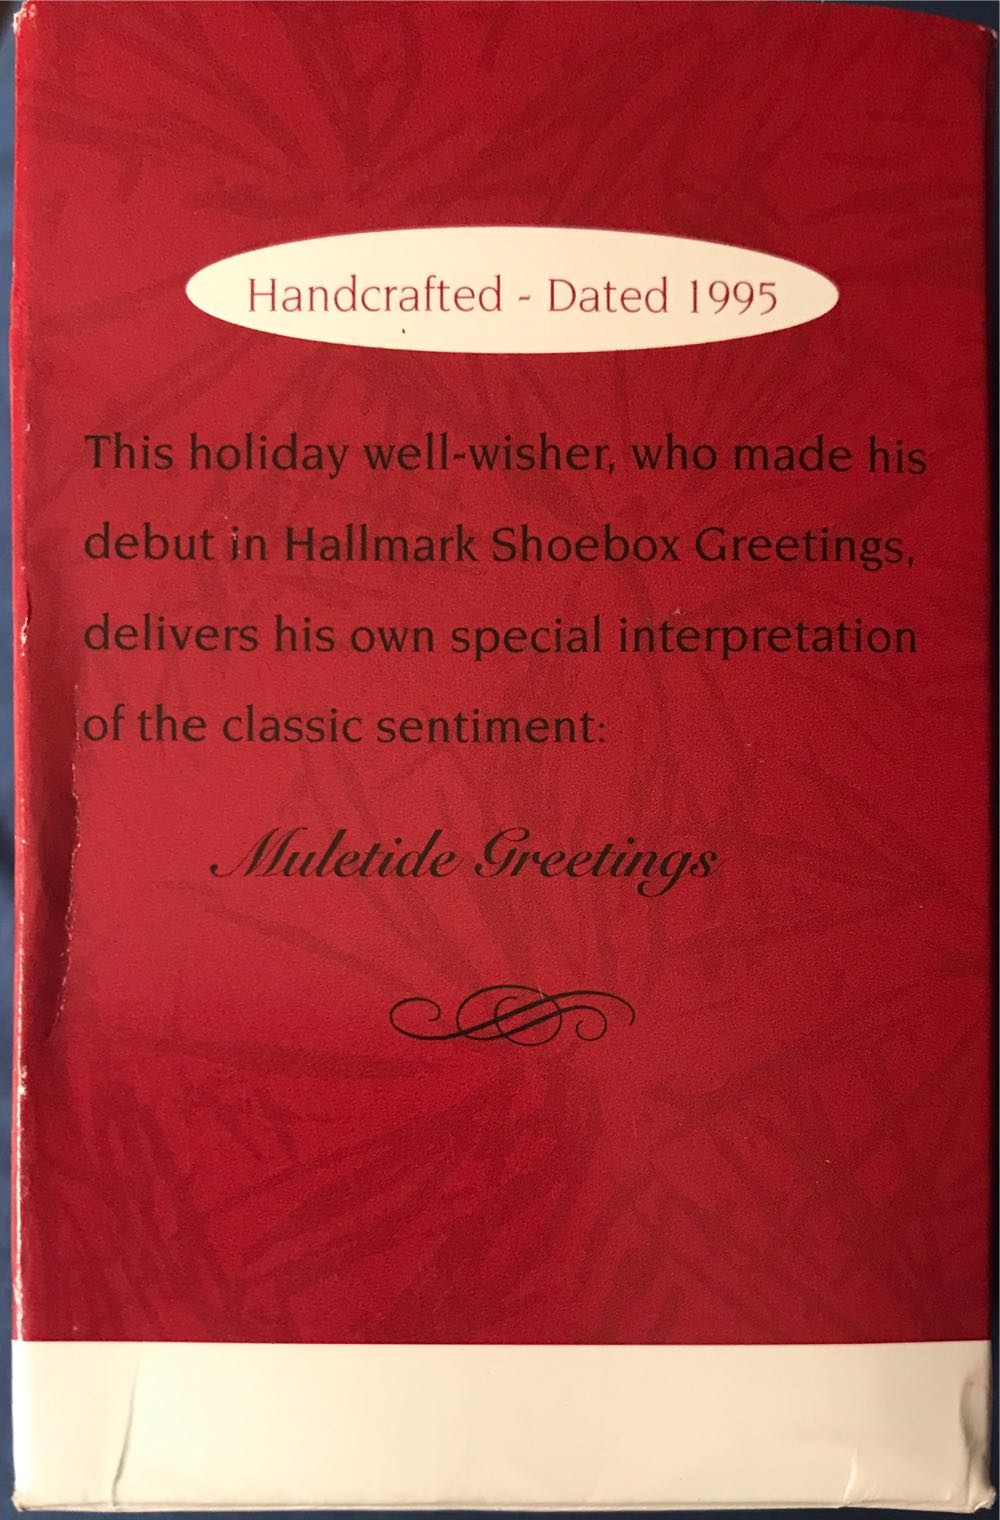 Handcrafted - Dated 1995
This holiday well-wisher, who made his
debut in Hallmark Shoebox Greetings,
delivers his own special interpretation
of the classic sentiment:
Muletide Greetings